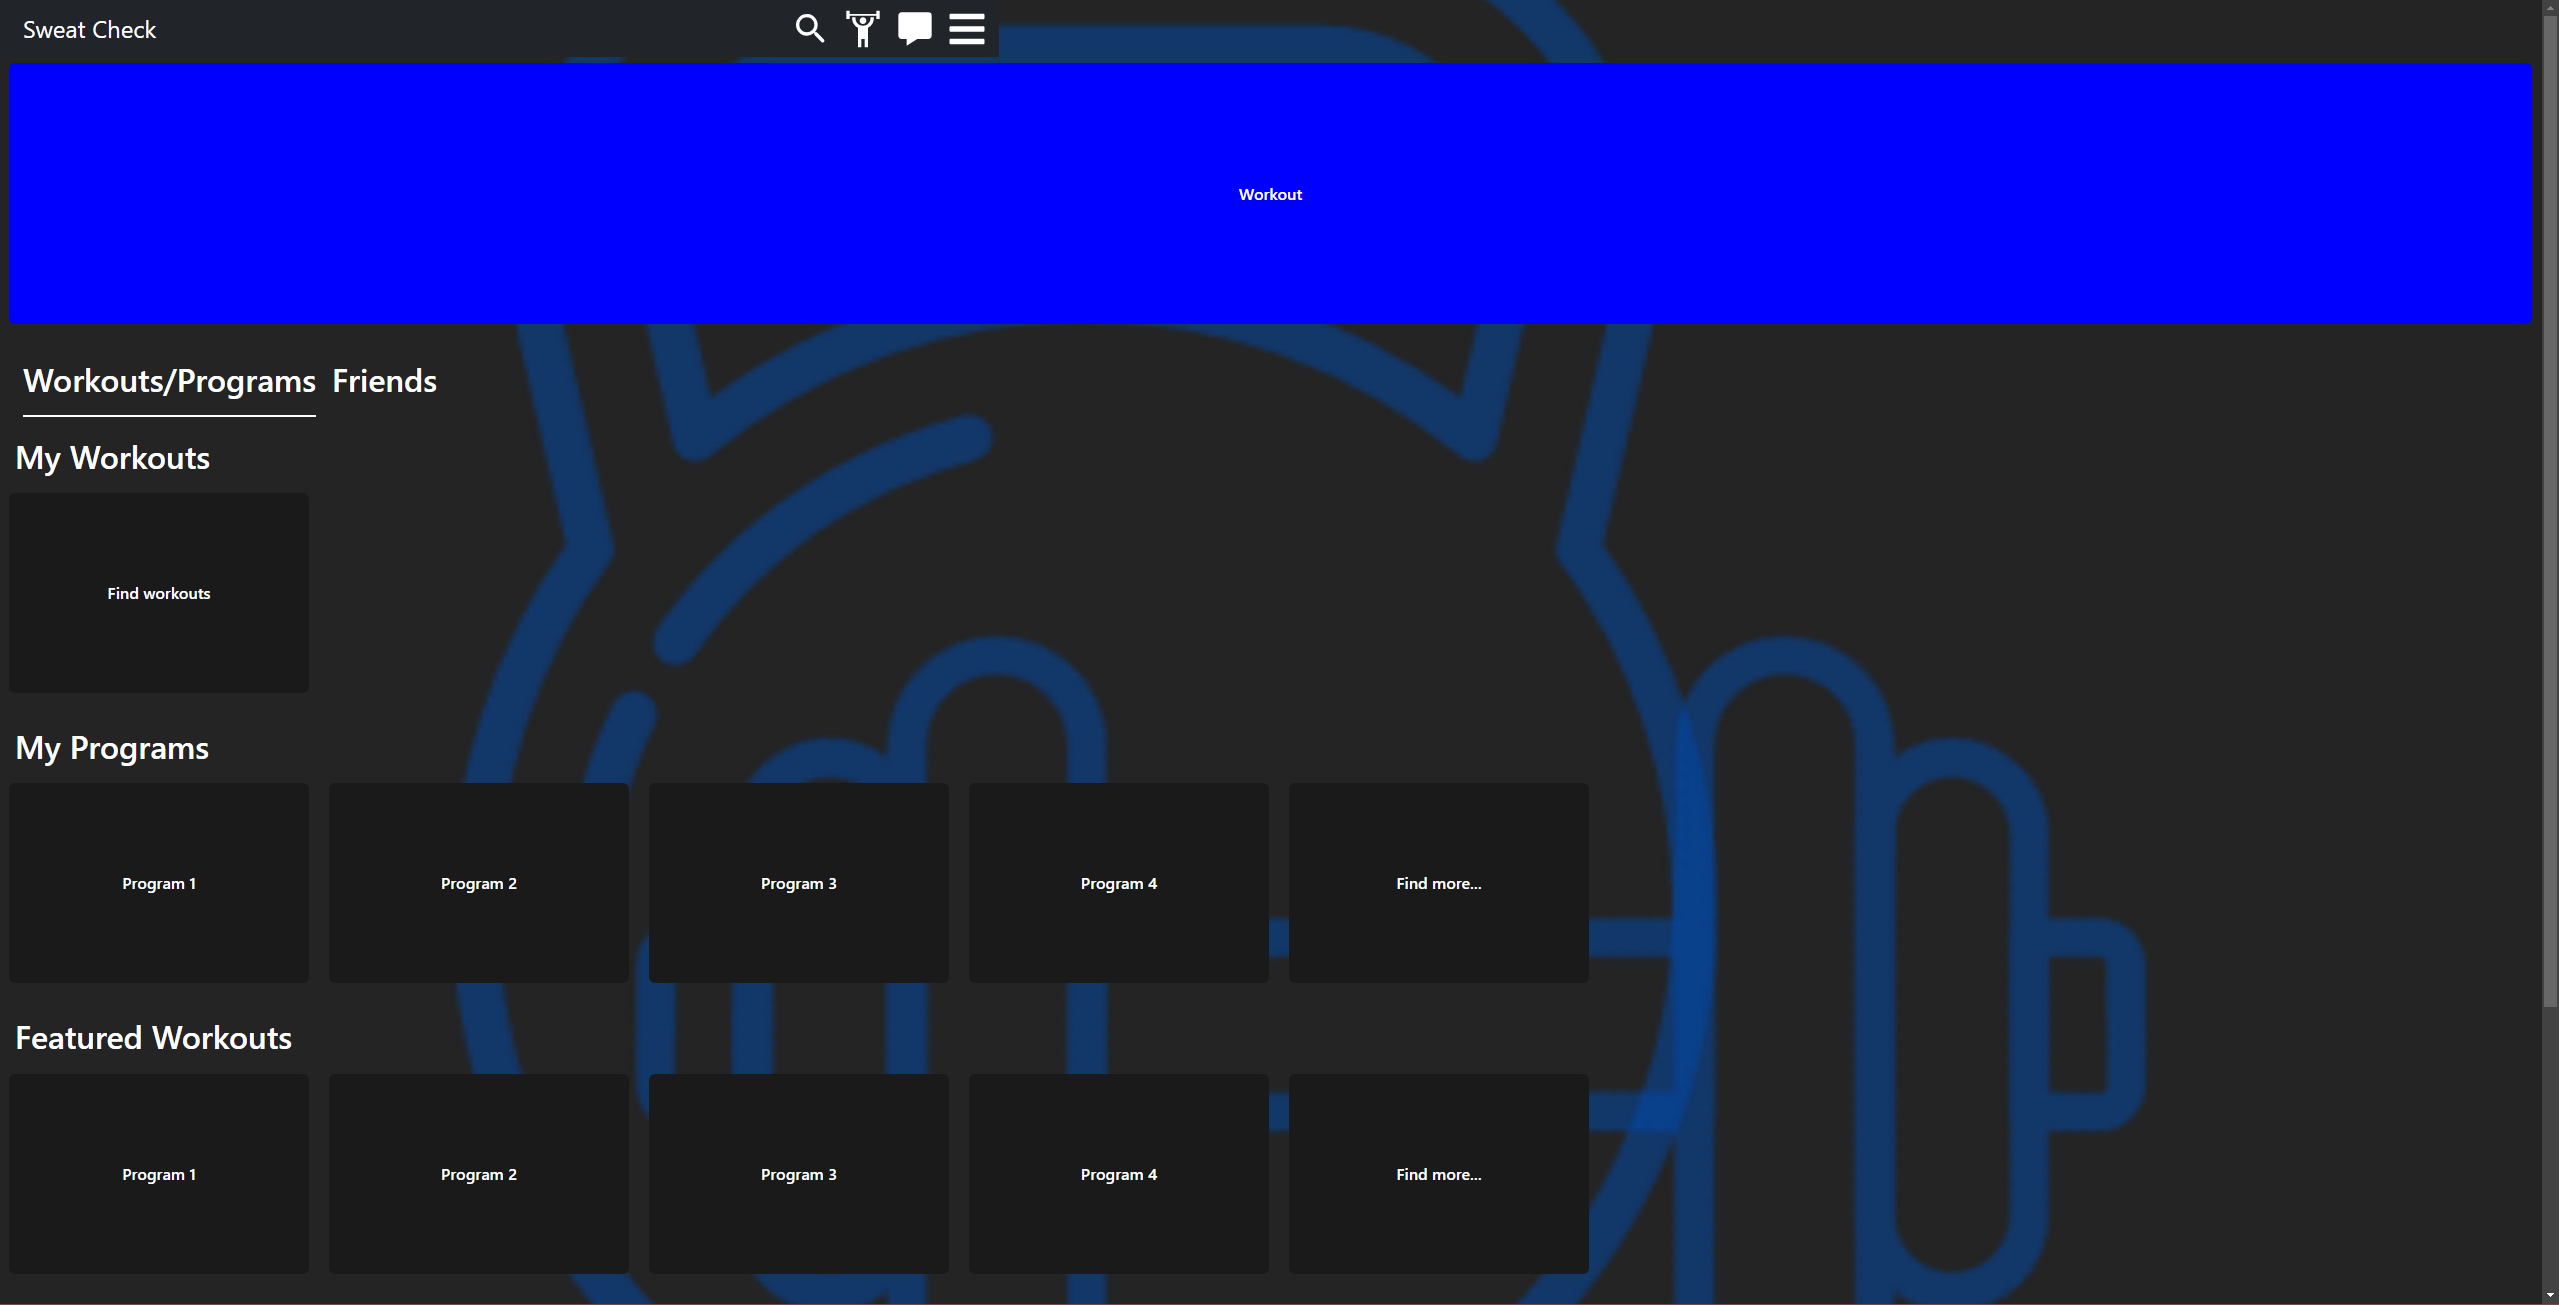 Sweat Check
Workout
Workouts/Programs Friends
My Workouts
Find workouts
My Programs
Program 1 Program 2 Program 3 Program 4 Find more...
Featured Workouts
Program 1 Program 2 Program 3 Program 4 Find more...